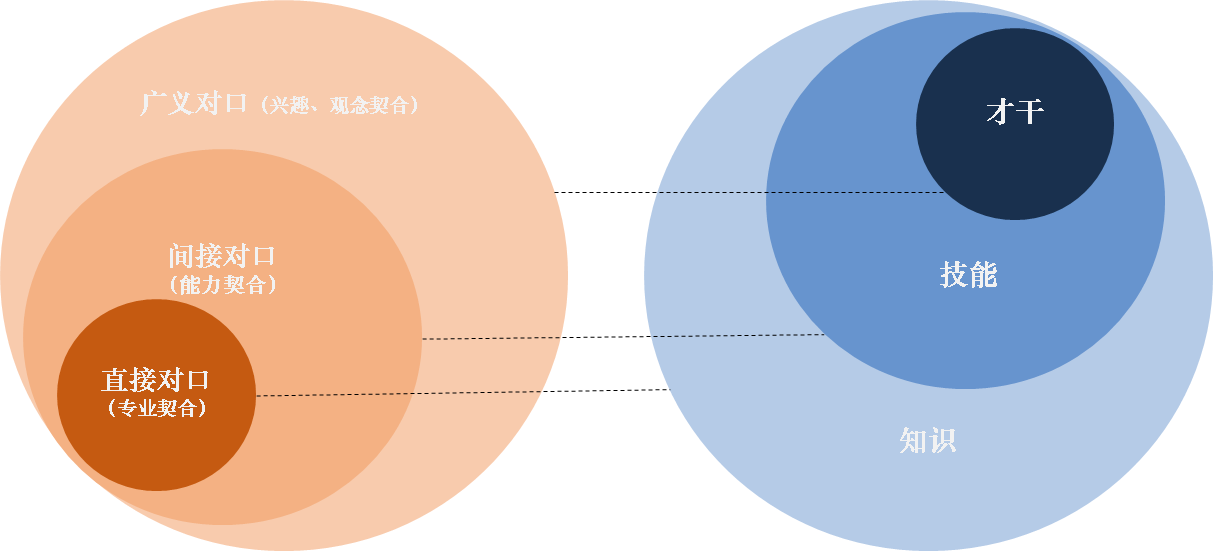 广义对口（兴趣、观念契合）
间接对口
（能力契合）
直接对口
（专业契合）
才干
技能
知识